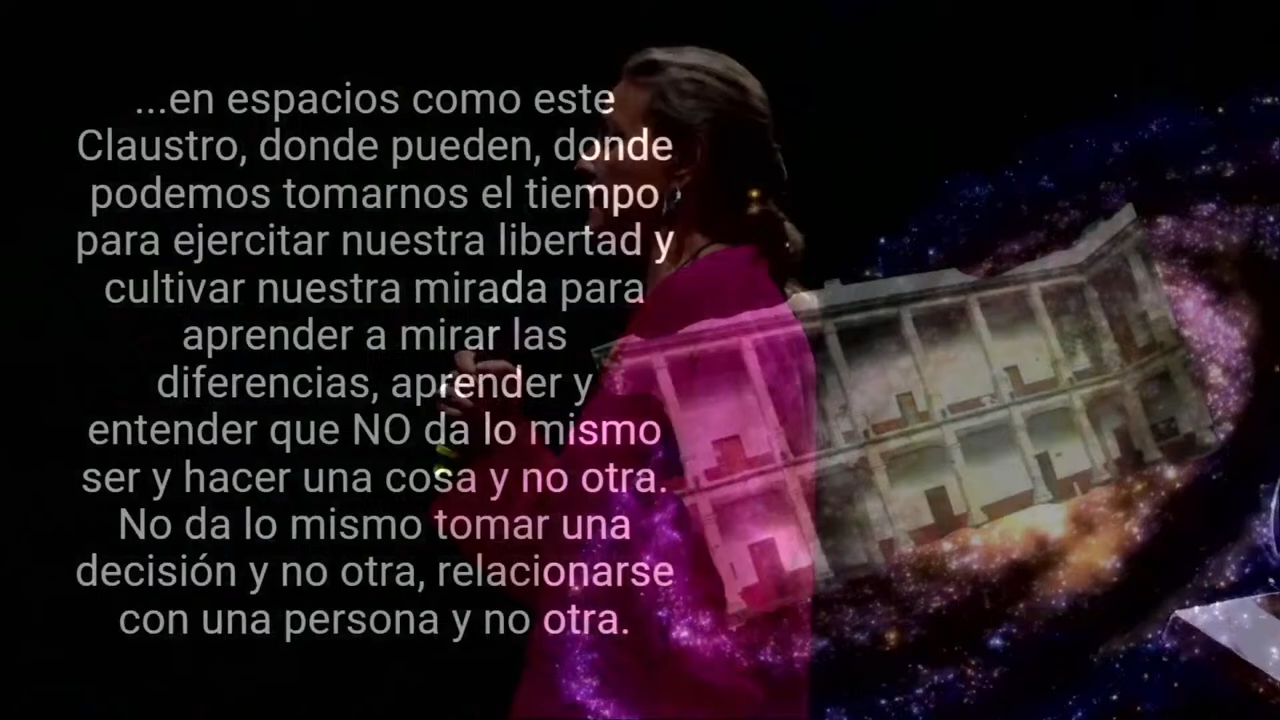 ...en espacios como este
Claustro, donde pueden, donde
podemos tomarnos el tiempo
para ejercitar nuestra libertad y
cultivar nuestra mirada para
aprender a mirar las
diferencias, aprender y
entender que NO da lo mismo
ser y hacer una cosa y no otra.
No da lo mismo tomar una
decisión y no otra, relacionarse
con una persona y no otra.